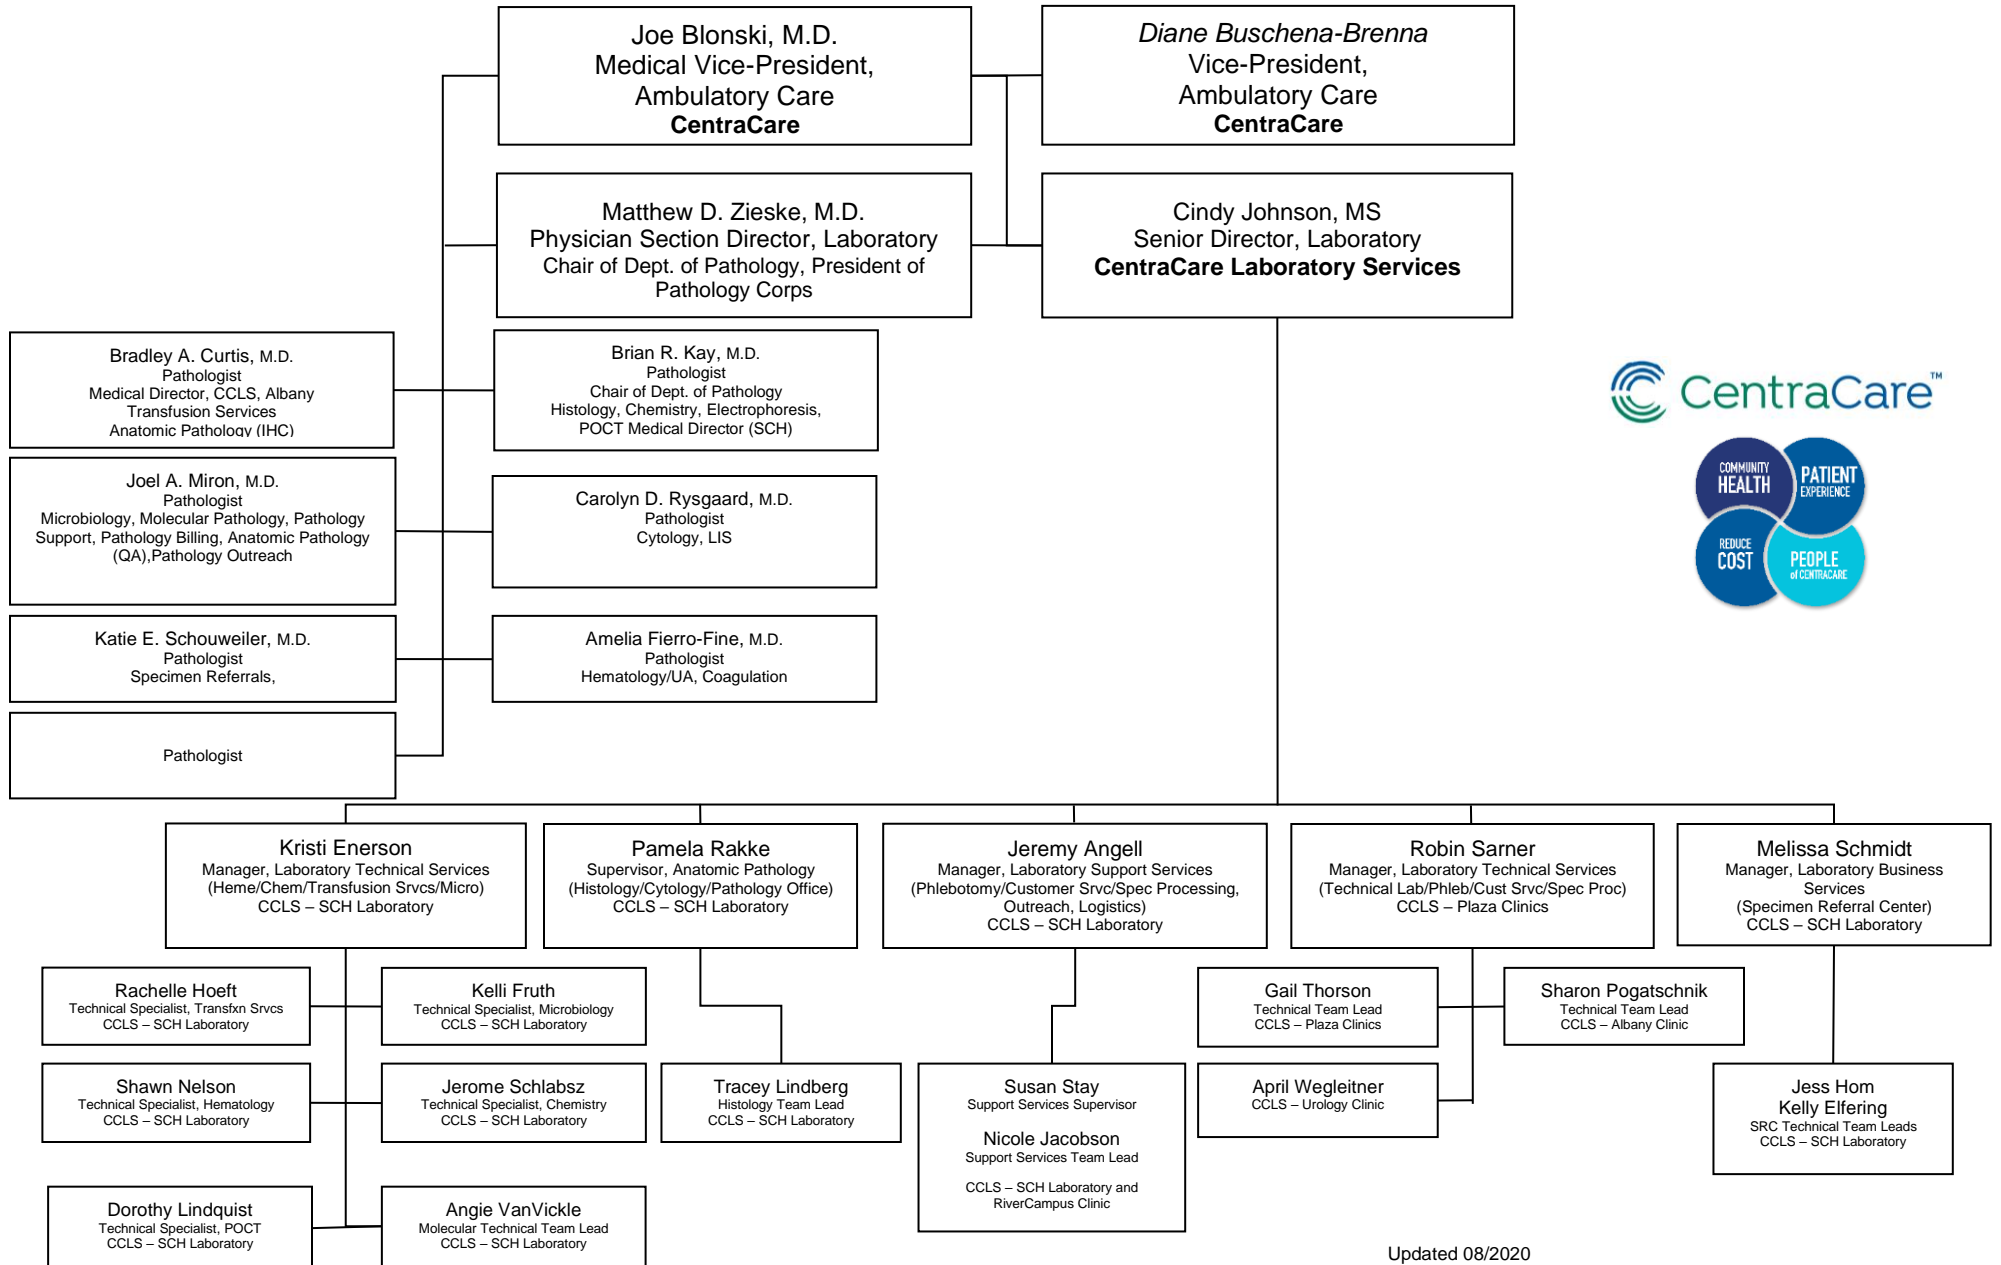 Joe Blonski, M.D.
Medical Vice-President,
Ambulatory Care
CentraCare
Diane Buschena-Brenna
Vice-President,
Ambulatory Care
CentraCare
Matthew D. Zieske, M.D.
Physician Section Director, Laboratory
Chair of Dept. of Pathology, President of
Pathology Corps
Cindy Johnson, MS
Senior Director, Laboratory
CentraCare Laboratory Services
Bradley A. Curtis, M.D.
Pathologist
Medical Director, CCLS, Albany
Transfusion Services
Anatomic Pathology (IHC)
Brian R. Kay, M.D.
Pathologist
Chair of Dept. of Pathology
Histology, Chemistry, Electrophoresis,
POCT Medical Director (SCH)
CentraCare™
COMMUNITY
HEALTH
PATIENT
EXPERIENCE
REDUCE
COST
PEOPLE
of CENTRACARE
Joel A. Miron, M.D.
Pathologist
Microbiology, Molecular Pathology, Pathology
Support, Pathology Billing, Anatomic Pathology
(QA),Pathology Outreach
Carolyn D. Rysgaard, M.D.
Pathologist
Cytology, LIS
Katie E. Schouweiler, M.D.
Pathologist
Specimen Referrals,
Amelia Fierro-Fine, M.D.
Pathologist
Hematology/UA, Coagulation
Pathologist
Kristi Enerson
Manager, Laboratory Technical Services
(Heme/Chem/Transfusion Srvcs/Micro)
CCLS – SCH Laboratory
Pamela Rakke
Supervisor, Anatomic Pathology
(Histology/Cytology/Pathology Office)
CCLS – SCH Laboratory
Jeremy Angell
Manager, Laboratory Support Services
(Phlebotomy/Customer Srvc/Spec Processing,
Outreach, Logistics)
CCLS – SCH Laboratory
Robin Sarner
Manager, Laboratory Technical Services
(Technical Lab/Phleb/Cust Srvc/Spec Proc)
CCLS – Plaza Clinics
Melissa Schmidt
Manager, Laboratory Business
Services
(Specimen Referral Center)
CCLS – SCH Laboratory
Rachelle Hoeft
Technical Specialist, Transfxn Srvcs
CCLS – SCH Laboratory
Kelli Fruth
Technical Specialist, Microbiology
CCLS – SCH Laboratory
Gail Thorson
Technical Team Lead
CCLS – Plaza Clinics
Sharon Pogatschnik
Technical Team Lead
CCLS – Albany Clinic
Shawn Nelson
Technical Specialist, Hematology
CCLS – SCH Laboratory
Jerome Schlabsz
Technical Specialist, Chemistry
CCLS – SCH Laboratory
Tracey Lindberg
Histology Team Lead
CCLS – SCH Laboratory
Susan Stay
Support Services Supervisor
Nicole Jacobson
Support Services Team Lead
CCLS – SCH Laboratory and
RiverCampus Clinic
April Wegleitner
CCLS – Urology Clinic
Jess Hom
Kelly Elfering
SRC Technical Team Leads
CCLS – SCH Laboratory
Dorothy Lindquist
Technical Specialist, POCT
CCLS – SCH Laboratory
Angie VanVickle
Molecular Technical Team Lead
CCLS – SCH Laboratory
Updated 08/2020